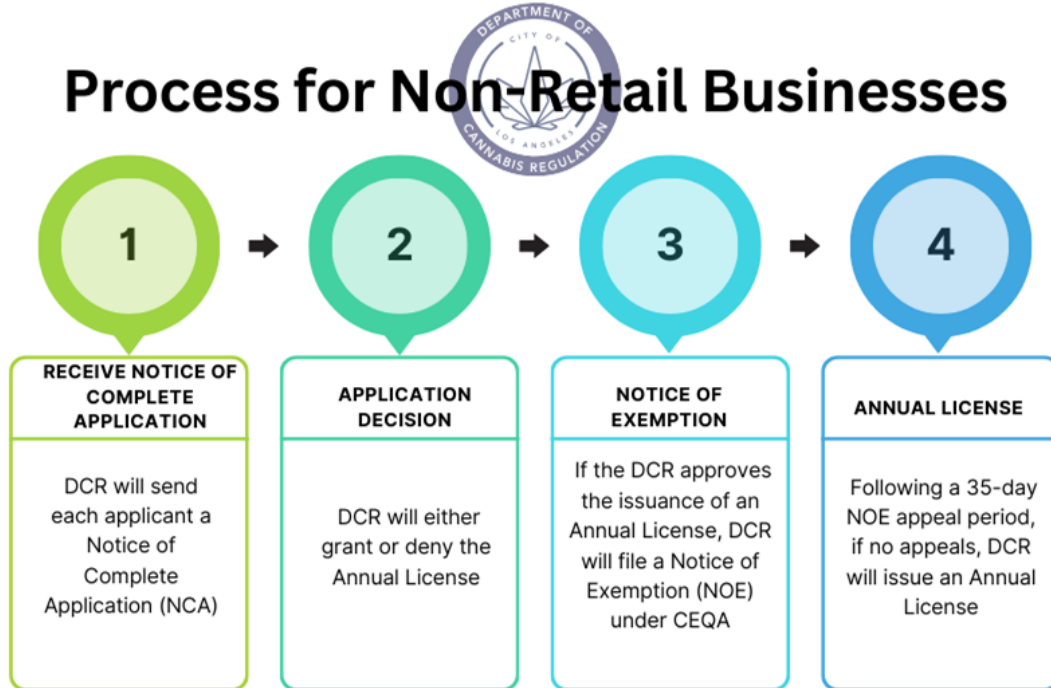 DEPARTMENT OF
CITY OF
Process for Non-Retail Businesses
LOS ANGELES
CANNABIS REGULATION
1
2
3
4
RECEIVE NOTICE OF
COMPLETE
APPLICATION
DCR will send
each applicant a
Notice of
Complete
Application (NCA)
APPLICATION
DECISION
DCR will either
grant or deny the
Annual License
NOTICE OF
EXEMPTION
If the DCR approves
the issuance of an
Annual License, DCR
will file a Notice of
Exemption (NOE)
under CEQA
ANNUAL LICENSE
Following a 35-day
NOE appeal period,
if no appeals, DCR
will issue an Annual
License